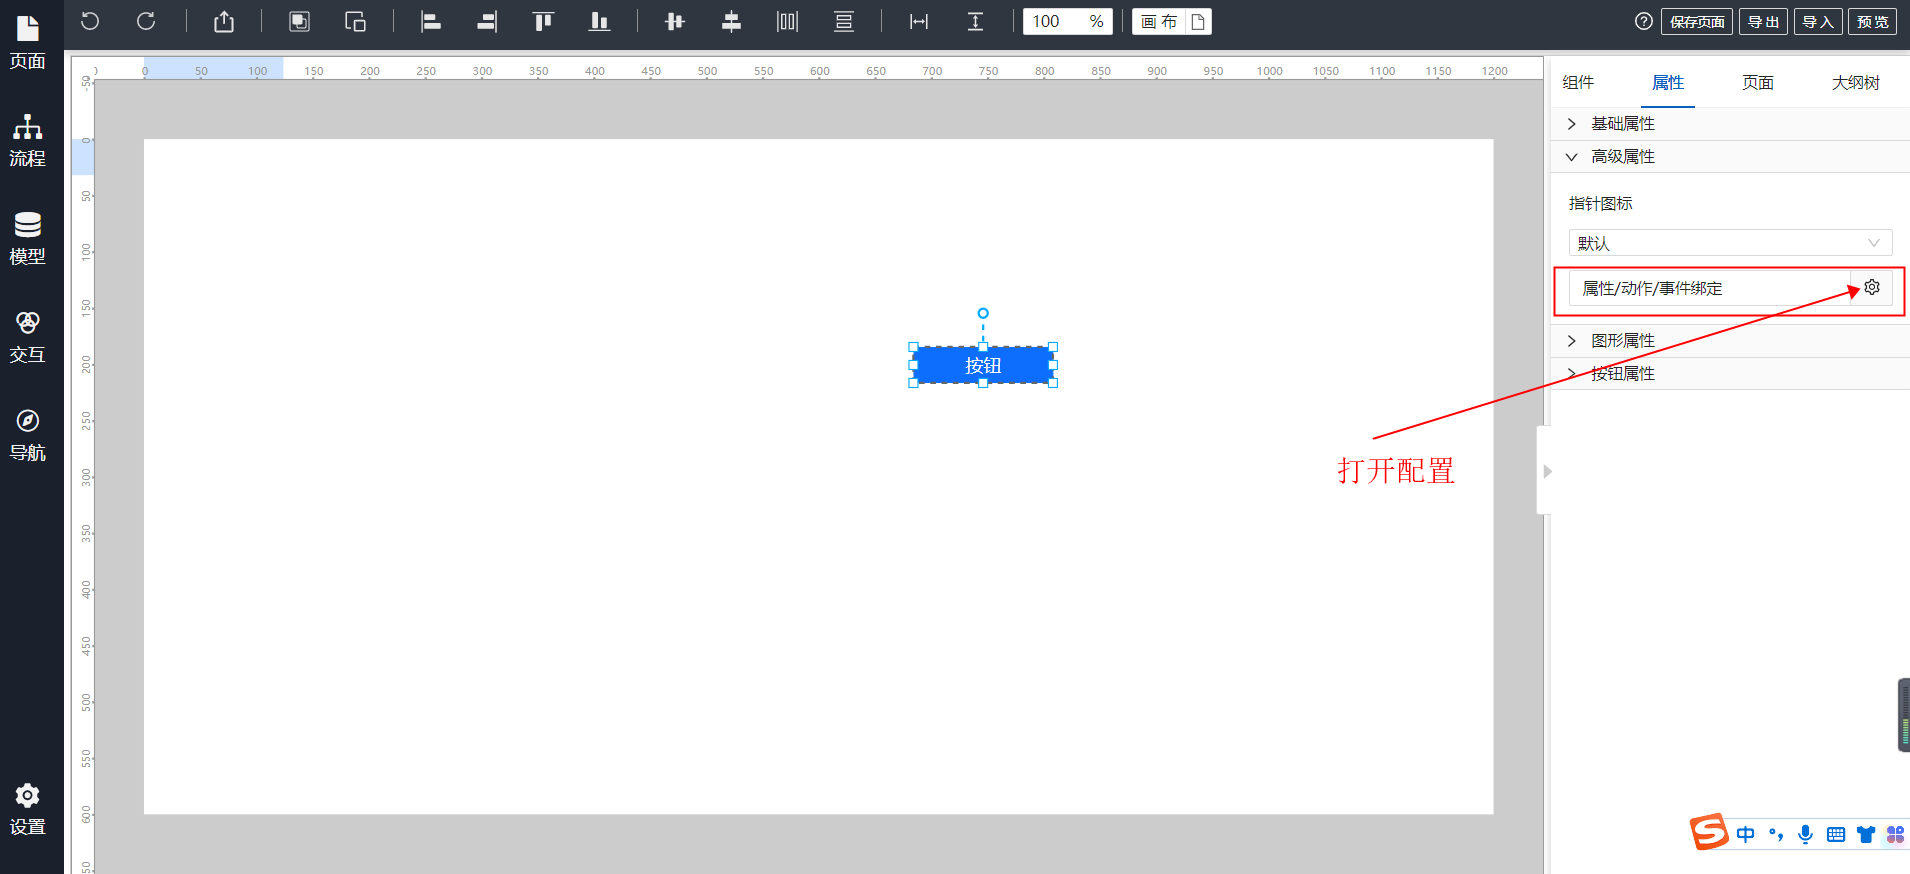 页面
流程
模型
交互
导航
设置
100 %
画布
保存页面
导出
导入
预览
0 50 100 150 200 250 300 350 400 450 500 550 600 650 700 750 800 850 900 950 1000 1050 1100 1150 1200
-50
0
50
100
150
200
250
300
350
400
450
500
550
600
按钮
打开配置
组件 属性 页面 大纲树
基础属性
高级属性
指针图标
默认
属性/动作/事件绑定
图形属性
按钮属性
S 中